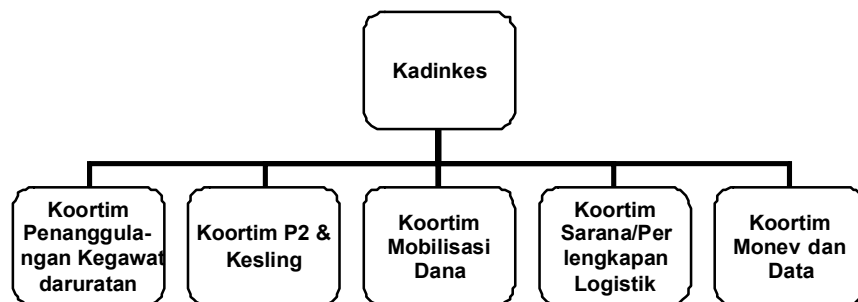 Kadinkes
Koortim
Penanggula-
ngan Kegawat
daruratan
Koortim P2 &
Kesling
Koortim
Mobilisasi
Dana
Koortim
Sarana/Per
lengkapan
Logistik
Koortim
Monev dan
Data